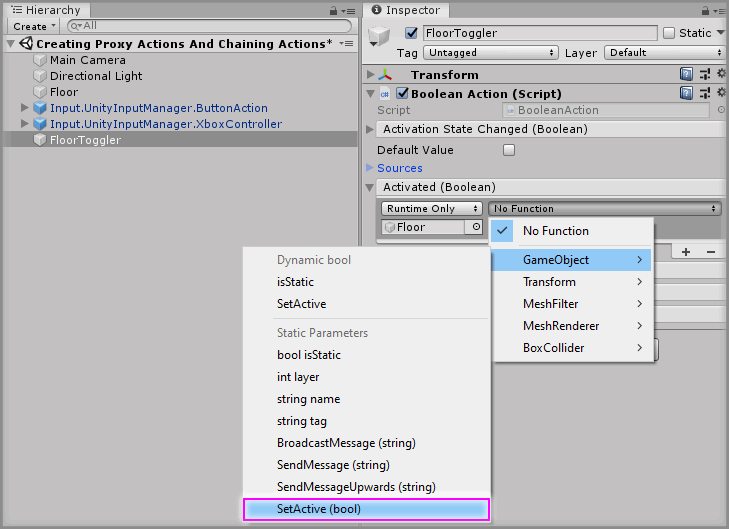 Hierarchy
Create
All
Creating Proxy Actions And Chaining Actions*
Main Camera
Directional Light
Floor
Input.UnityInputManager.ButtonAction
Input.UnityInputManager.XboxController
FloorToggler
Inspector
FloorToggler
Static
Tag
Untagged
Layer
Default
Transform
Boolean Action (Script)
Script
BooleanAction
Activation State Changed (Boolean)
Default Value
Sources
Activated (Boolean)
Runtime Only
No Function
Floor
No Function
GameObject
Transform
MeshFilter
MeshRenderer
BoxCollider
Dynamic bool
isStatic
SetActive
Static Parameters
bool isStatic
int layer
string name
string tag
BroadcastMessage (string)
SendMessage (string)
SendMessageUpwards (string)
SetActive (bool)